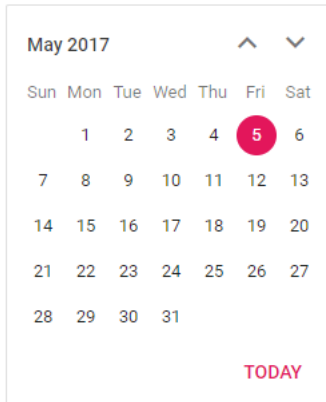 May 2017
Sun Mon Tue Wed Thu Fri Sat
1 2 3 4 5 6
7 8 9 10 11 12 13
14 15 16 17 18 19 20
21 22 23 24 25 26 27
28 29 30 31
TODAY